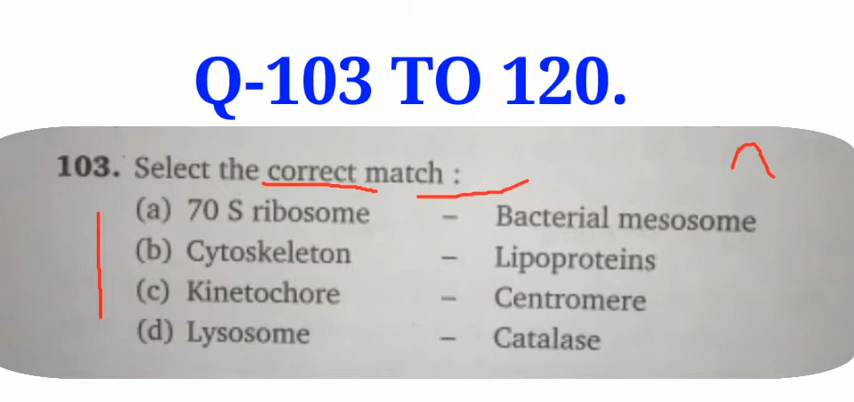 Q-103 TO 120.
103. Select the correct match :
(a) 70 S ribosome – Bacterial mesosome
(b) Cytoskeleton – Lipoproteins
(c) Kinetochore – Centromere
(d) Lysosome – Catalase